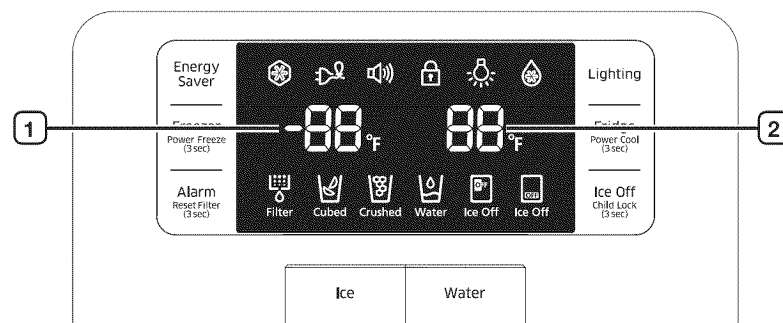 Energy
Saver
Lighting
1
-88 °F
88 °F
2
Freezer
Power Freeze
(3 sec)
Fridge
Power Cool
(3 sec)
Alarm
Reset Filter
(3 sec)
Filter
Cubed
Crushed
Water
OFF
Ice Off
OFF
Ice Off
Ice Off
Child Lock
(3 sec)
Ice
Water